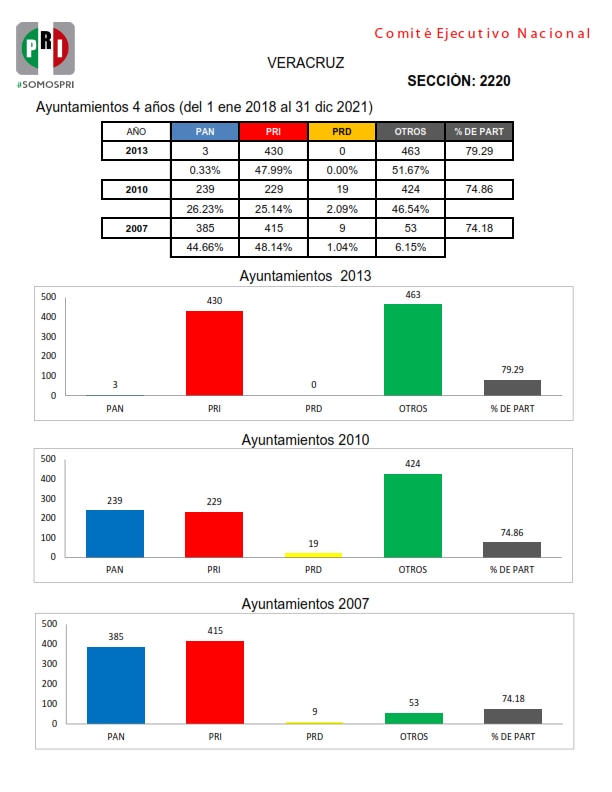 Comité Ejecutivo Nacional
PRI
#SOMOSPRI
VERACRUZ
SECCIÓN: 2220
Ayuntamientos 4 años (del 1 ene 2018 al 31 dic 2021)
AÑO PAN PRI PRD OTROS % DE PART
2013 3 430 0 463 79.29
0.33% 47.99% 0.00% 51.67%
2010 239 229 19 424 74.86
26.23% 25.14% 2.09% 46.54%
2007 385 415 9 53 74.18
44.66% 48.14% 1.04% 6.15%
Ayuntamientos 2013
500
400
300
200
100
0
3 430 0 463 79.29
PAN PRI PRD OTROS % DE PART
Ayuntamientos 2010
500
400
300
200
100
0
239 229 19 424 74.86
PAN PRI PRD OTROS % DE PART
Ayuntamientos 2007
500
400
300
200
100
0
385 415 9 53 74.18
PAN PRI PRD OTROS % DE PART